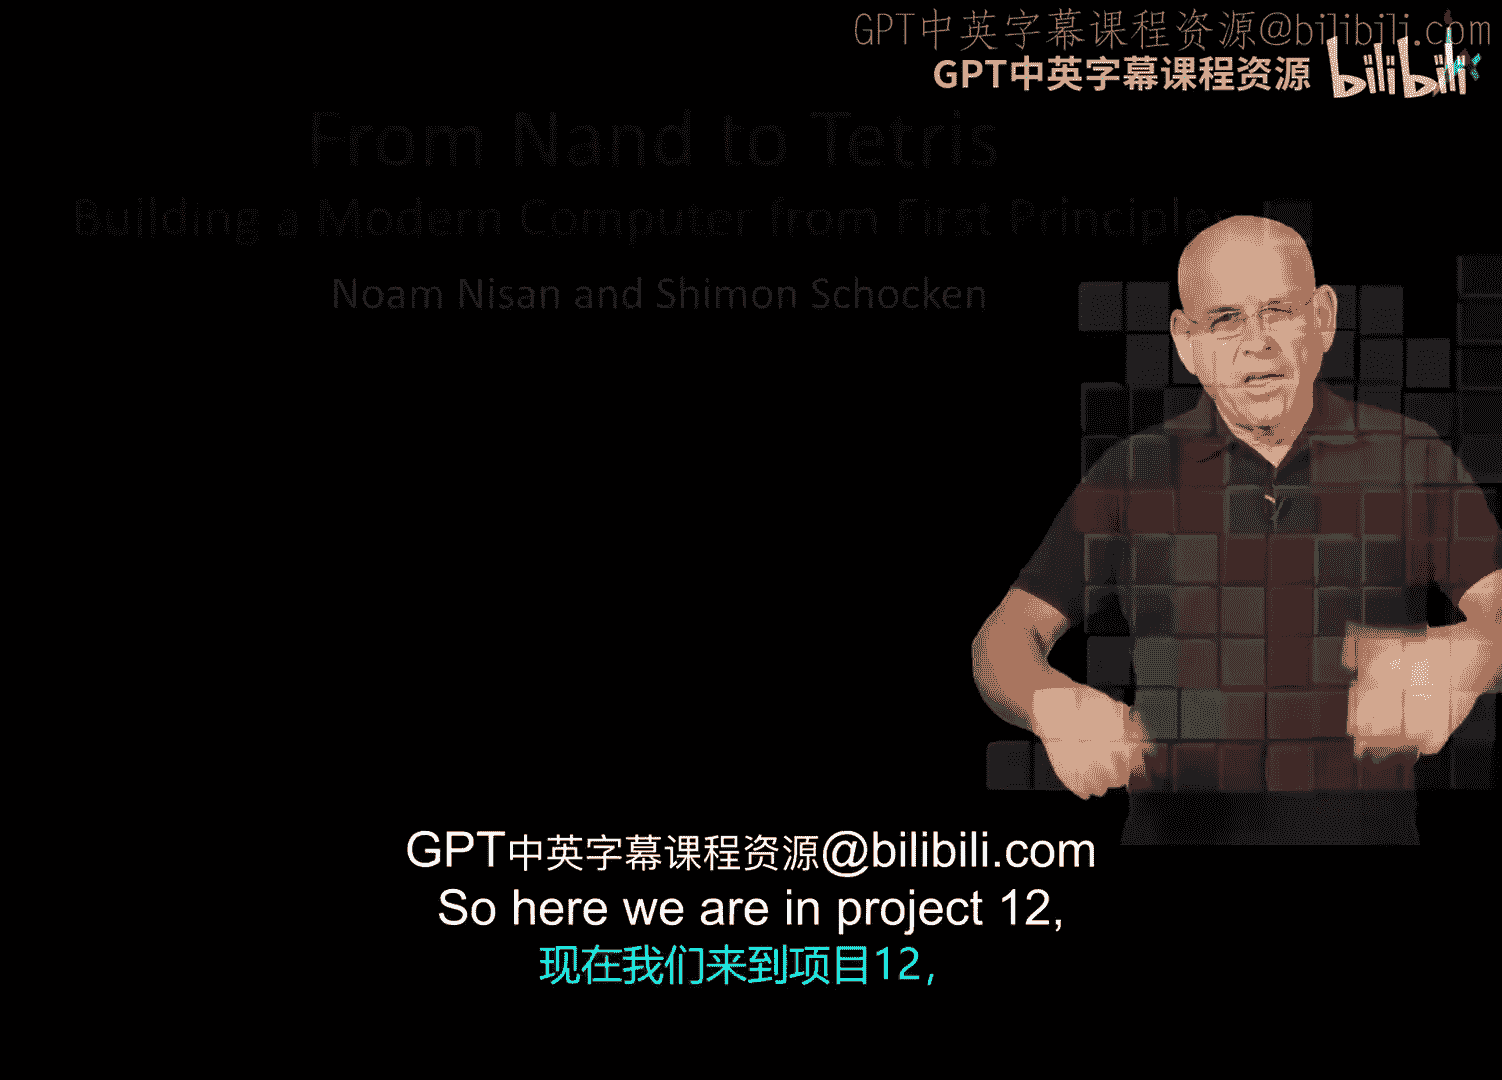 GPT中英字幕课程资源@bilibili.com
GPT中英字幕课程资源 bilibili
From Nand to Tetris
Building a Modern Computer from First Principles
Noam Nisan and Shimon Schocken
GPT中英字幕课程资源@bilibili.com
So here we are in project 12,
现在我们来到项目12,